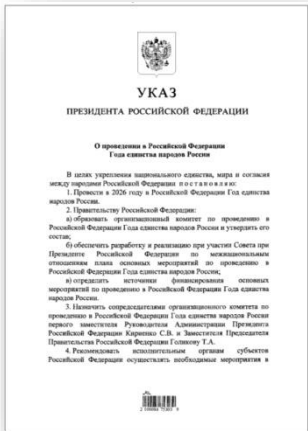 УКАЗ
ПРЕЗИДЕНТА РОССИЙСКОЙ ФЕДЕРАЦИИ
О проведении в Российской Федерации
Года единства народов России
В целях укрепления национального единства, мира и согласия
между народами Российской Федерации п о с т а н о в л я ю:
1. Провести в 2026 году в Российской Федерации Год единства
народов России.
2. Правительству Российской Федерации:
а) образовать организационный комитет по проведению в
Российской Федерации Года единства народов России и утвердить его
состав;
б) обеспечить разработку и реализацию при участии Совета при
Президенте Российской Федерации по межнациональным
отношениям плана основных мероприятий по проведению в
Российской Федерации Года единства народов России;
в) определить источники финансирования основных
мероприятий по проведению в Российской Федерации Года единства
народов России.
3. Назначить сопредседателями организационного комитета по
проведению в Российской Федерации Года единства народов России
первого заместителя Руководителя Администрации Президента
Российской Федерации Кириенко С.В. и Заместителя Председателя
Правительства Российской Федерации Голикову Т.А.
4. Рекомендовать исполнительным органам субъектов
Российской Федерации осуществлять необходимые мероприятия в